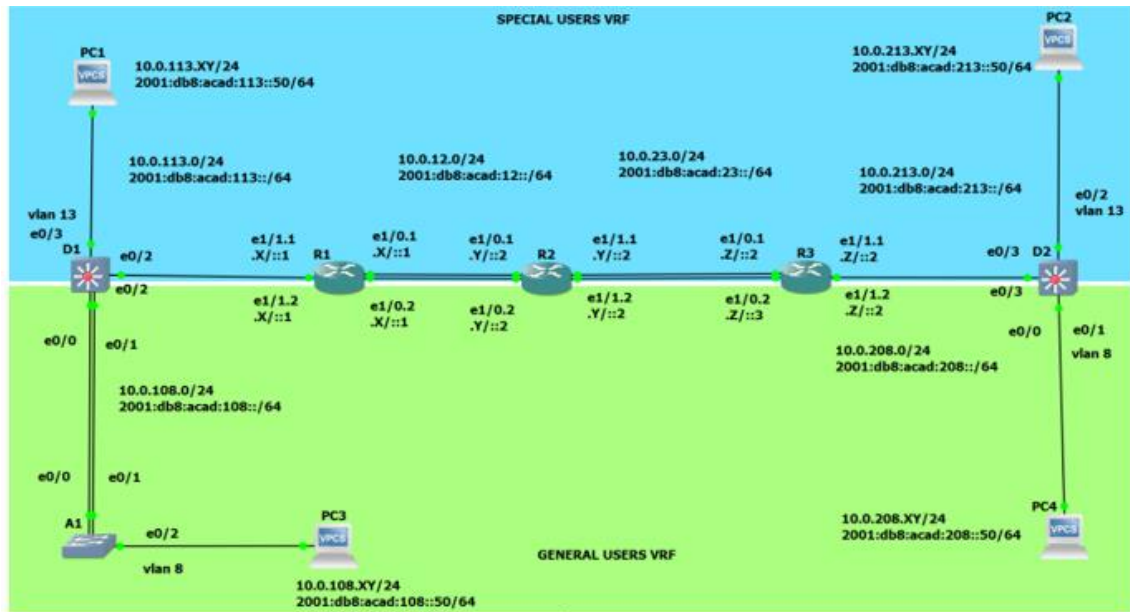 SPECIAL USERS VRF
PC1
VPCS
10.0.113.XY/24
2001:db8:acad:113::50/64
PC2
VPCS
10.0.213.XY/24
2001:db8:acad:213::50/64
10.0.113.0/24
2001:db8:acad:113::/64
10.0.12.0/24
2001:db8:acad:12::/64
10.0.23.0/24
2001:db8:acad:23::/64
10.0.213.0/24
2001:db8:acad:213::/64
vlan 13
e0/3
D1
e0/2
e0/2
e1/1.1
.X/::1
R1
e1/0.1
.X/::1
e1/0.1
.Y/::2
R2
e1/1.1
.Y/::2
e1/0.1
.Z/::2
R3
e1/1.1
.Z/::2
e0/3
D2
e0/2
vlan 13
e0/3
e1/1.2
.X/::1
e1/0.2
.X/::1
e1/0.2
.Y/::2
e1/1.2
.Y/::2
e1/0.2
.Z/::3
e1/1.2
.Z/::2
e0/0
e0/1
vlan 8
e0/0
e0/1
10.0.108.0/24
2001:db8:acad:108::/64
10.0.208.0/24
2001:db8:acad:208::/64
e0/0
e0/1
A1
e0/2
vlan 8
PC3
VPCS
10.0.108.XY/24
2001:db8:acad:108::50/64
PC4
VPCS
10.0.208.XY/24
2001:db8:acad:208::50/64
GENERAL USERS VRF